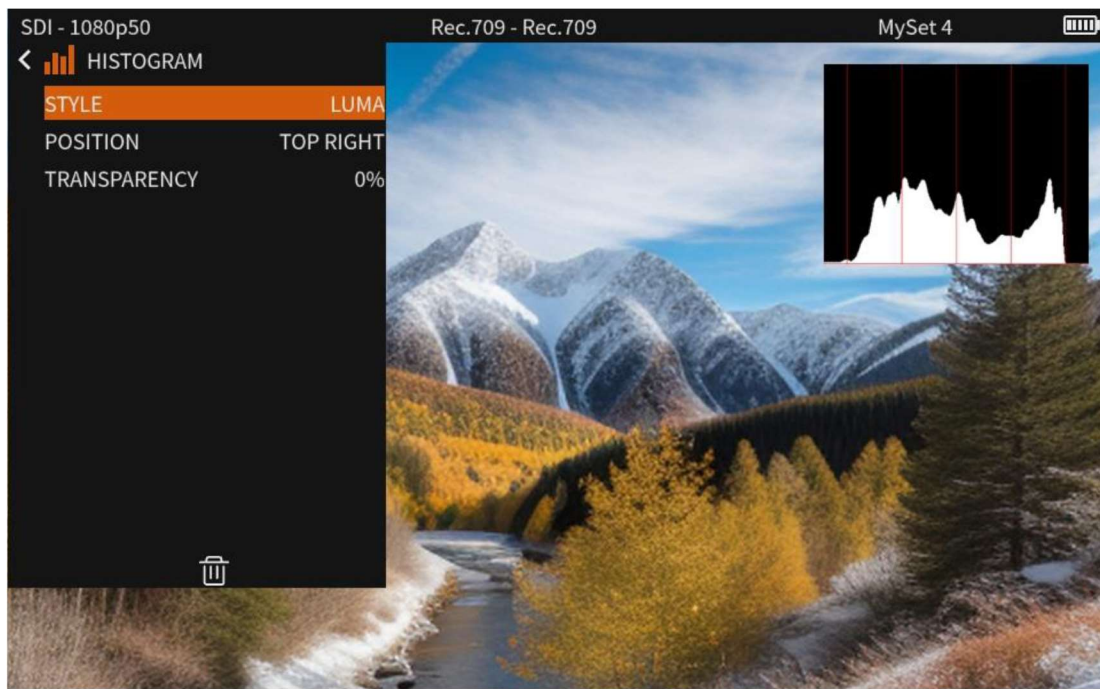 SDI - 1080p50 Rec.709 - Rec.709 MySet 4
HISTOGRAM
STYLE LUMA
POSITION TOP RIGHT
TRANSPARENCY 0%